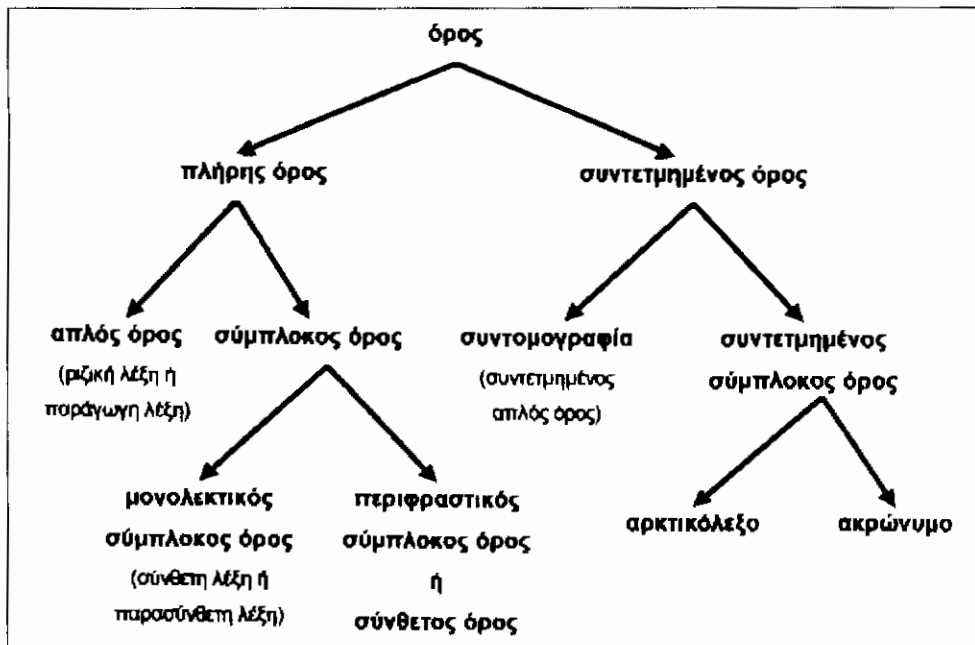 όρος
πλήρης όρος
συντετμημένος όρος
απλός όρος
(ριζική λέξη ή
παράγωγη λέξη)
σύμπλοκος όρος
συντομογραφία
(συντετμημένος
απλός όρος)
συντετμημένος
σύμπλοκος όρος
μονολεκτικός
σύμπλοκος όρος
(σύνθετη λέξη ή
παρασύνθετη λέξη)
περιφραστικός
σύμπλοκος όρος
ή
σύνθετος όρος
αρκτικόλεξο
ακρώνυμο